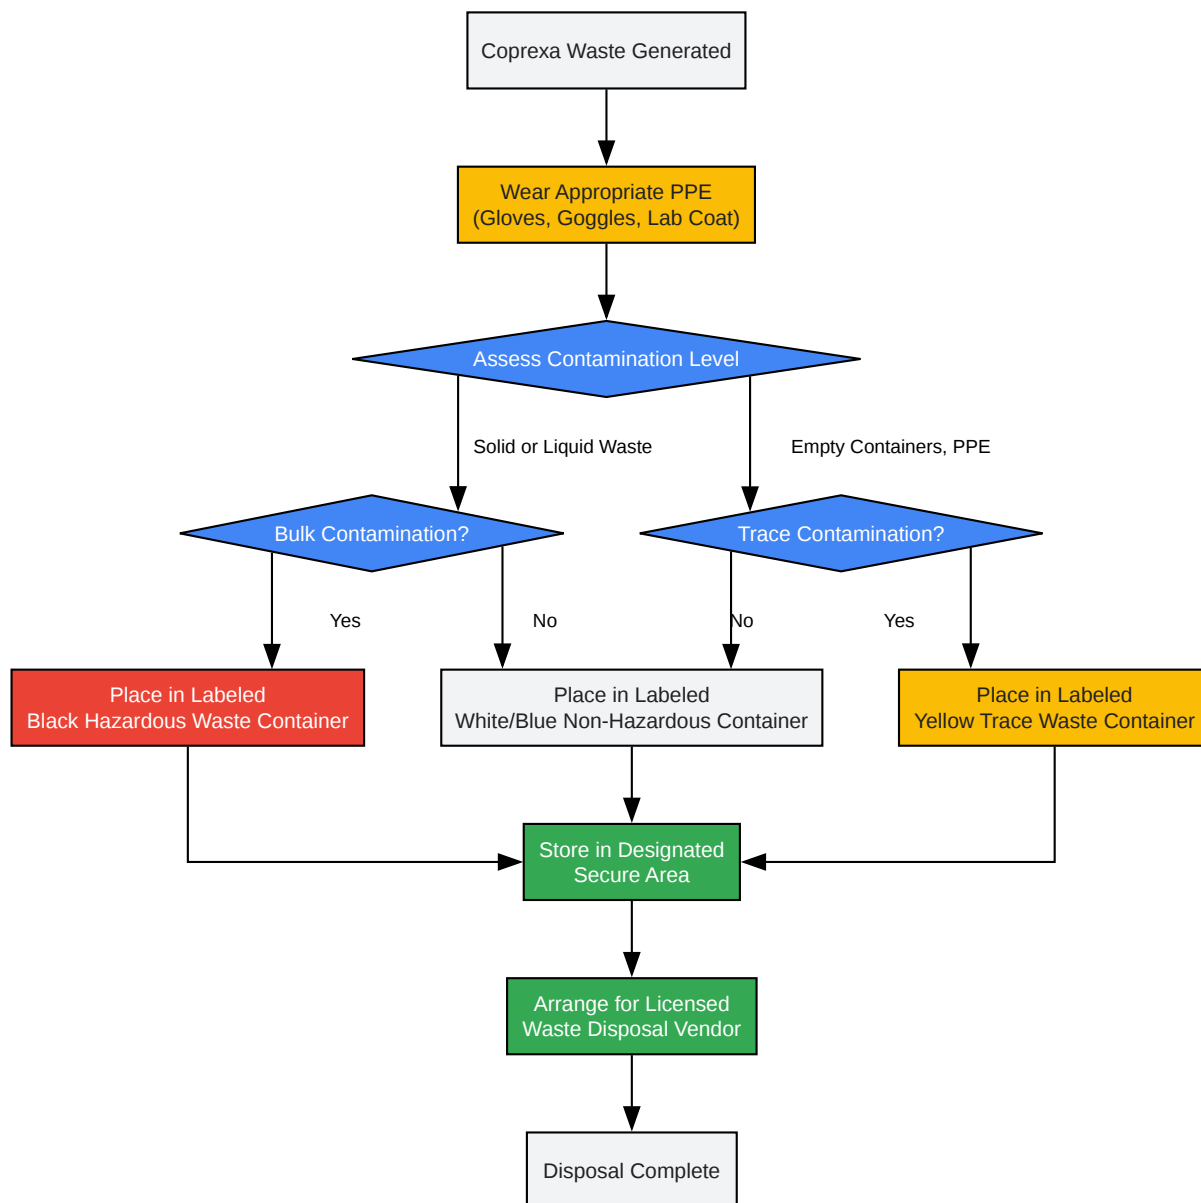 Coprexa Waste Generated
Wear Appropriate PPE
(Gloves, Goggles, Lab Coat)
Assess Contamination Level
Solid or Liquid Waste
Empty Containers, PPE
Bulk Contamination?
Trace Contamination?
Yes
No
No
Yes
Place in Labeled
Black Hazardous Waste Container
Place in Labeled
White/Blue Non-Hazardous Container
Place in Labeled
Yellow Trace Waste Container
Store in Designated
Secure Area
Arrange for Licensed
Waste Disposal Vendor
Disposal Complete